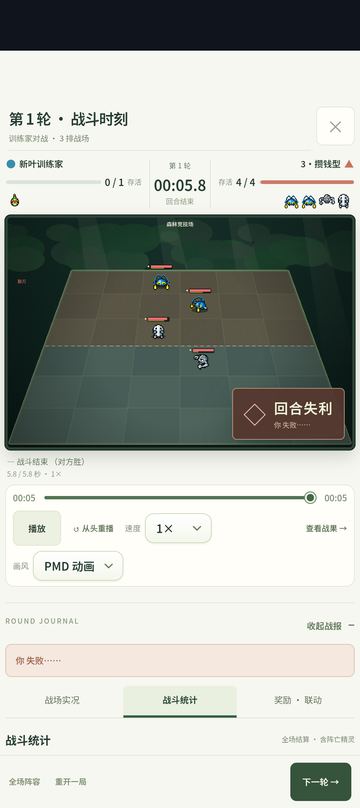 第 1 轮 · 战斗时刻
训练家对战 · 3 排战场
新叶训练家
0 / 1 存活
第 1 轮
00:05.8
回合结束
3 · 攒钱型
存活 4 / 4
森林竞技场
敌方
回合失利
你 失败……
— 战斗结束 （对方胜）
5.8 / 5.8 秒 · 1×
00:05
00:05
播放
↺ 从头重播
速度
1×
查看战果 →
画风
PMD 动画
ROUND JOURNAL
收起战报 −
你 失败……
战场实况
战斗统计
奖励 · 联动
战斗统计
全场结算 · 含阵亡精灵
全场阵容
重开一局
下一轮 →